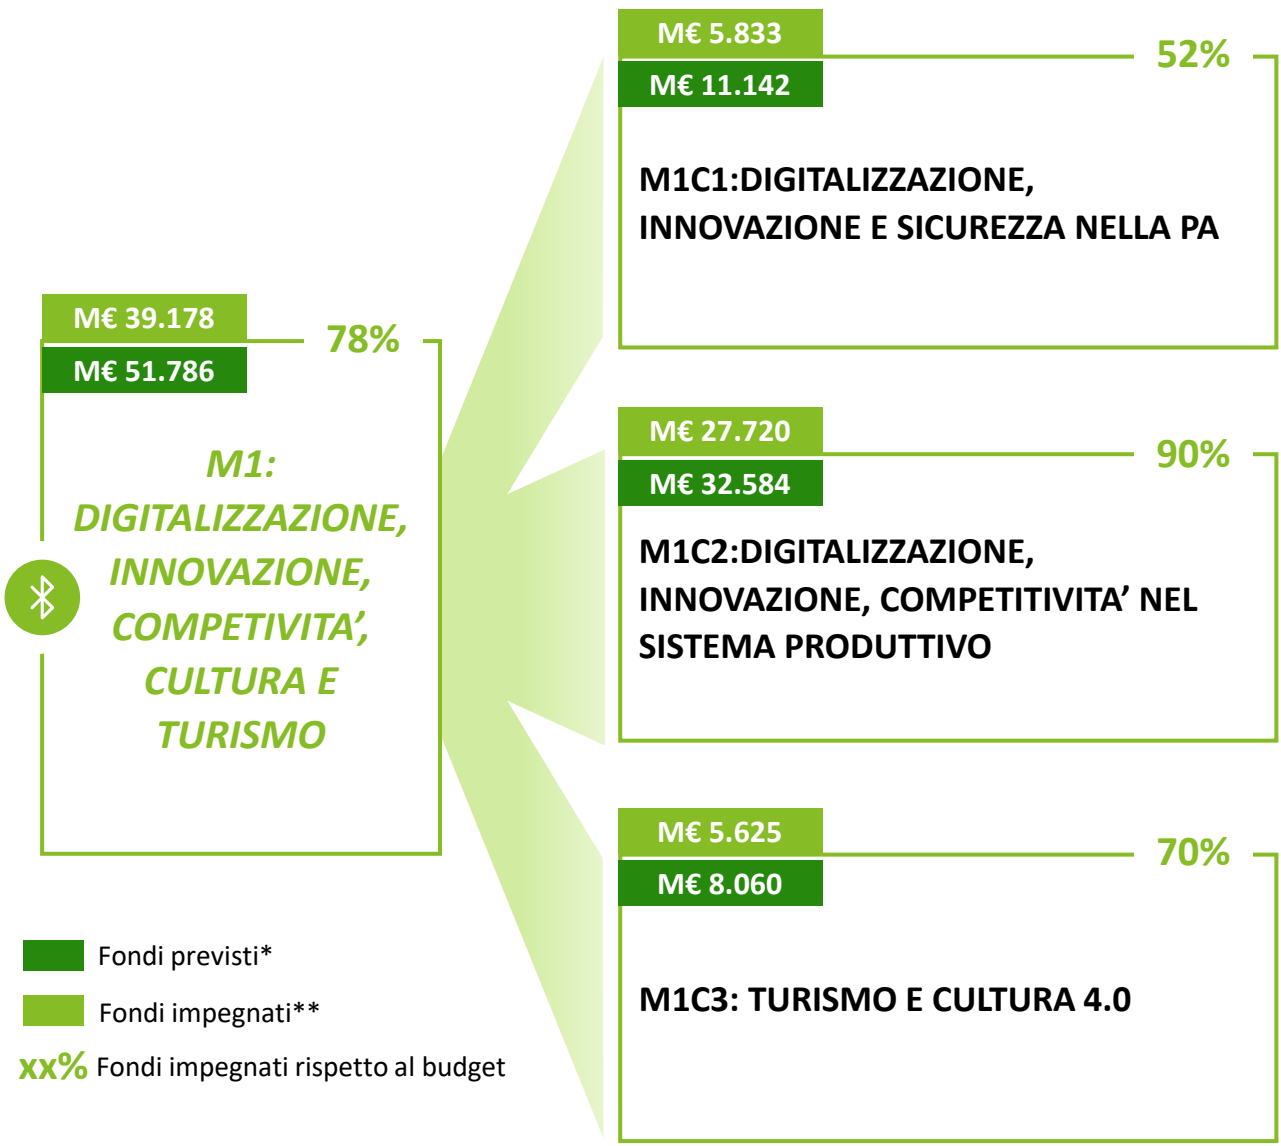 M€ 39.178
78%
M€ 51.786
M1:
DIGITALIZZAZIONE,
INNOVAZIONE,
COMPETIVITA’,
CULTURA E
TURISMO
M€ 5.833
52%
M€ 11.142
M1C1:DIGITALIZZAZIONE,
INNOVAZIONE E SICUREZZA NELLA PA
M€ 27.720
90%
M€ 32.584
M1C2:DIGITALIZZAZIONE,
INNOVAZIONE, COMPETITIVITA’ NEL
SISTEMA PRODUTTIVO
M€ 5.625
70%
M€ 8.060
M1C3: TURISMO E CULTURA 4.0
Fondi previsti*
Fondi impegnati**
xx% Fondi impegnati rispetto al budget